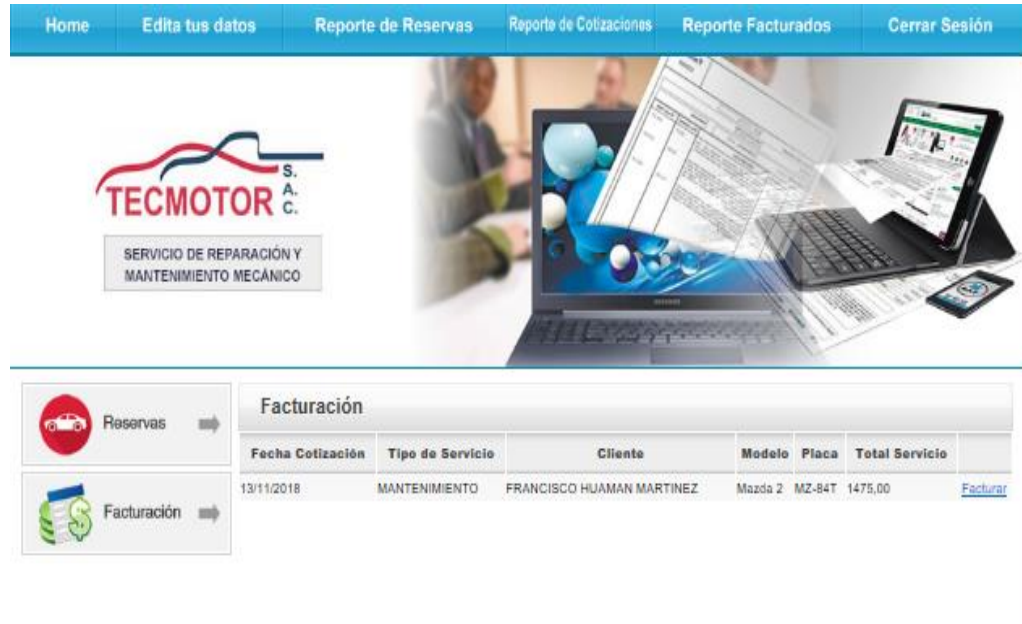 Home Edita tus datos Reporte de Reservas Reporte de Cotizaciones Reporte Facturados Cerrar Sesión
TECMOTOR S.A.C.
SERVICIO DE REPARACIÓN Y
MANTENIMIENTO MECÁNICO
Reservas
Facturación
Facturación
Fecha Cotización Tipo de Servicio Cliente Modelo Placa Total Servicio
13/11/2018 MANTENIMIENTO FRANCISCO HUAMAN MARTINEZ Mazda 2 MZ-84T 1475,00 Facturar